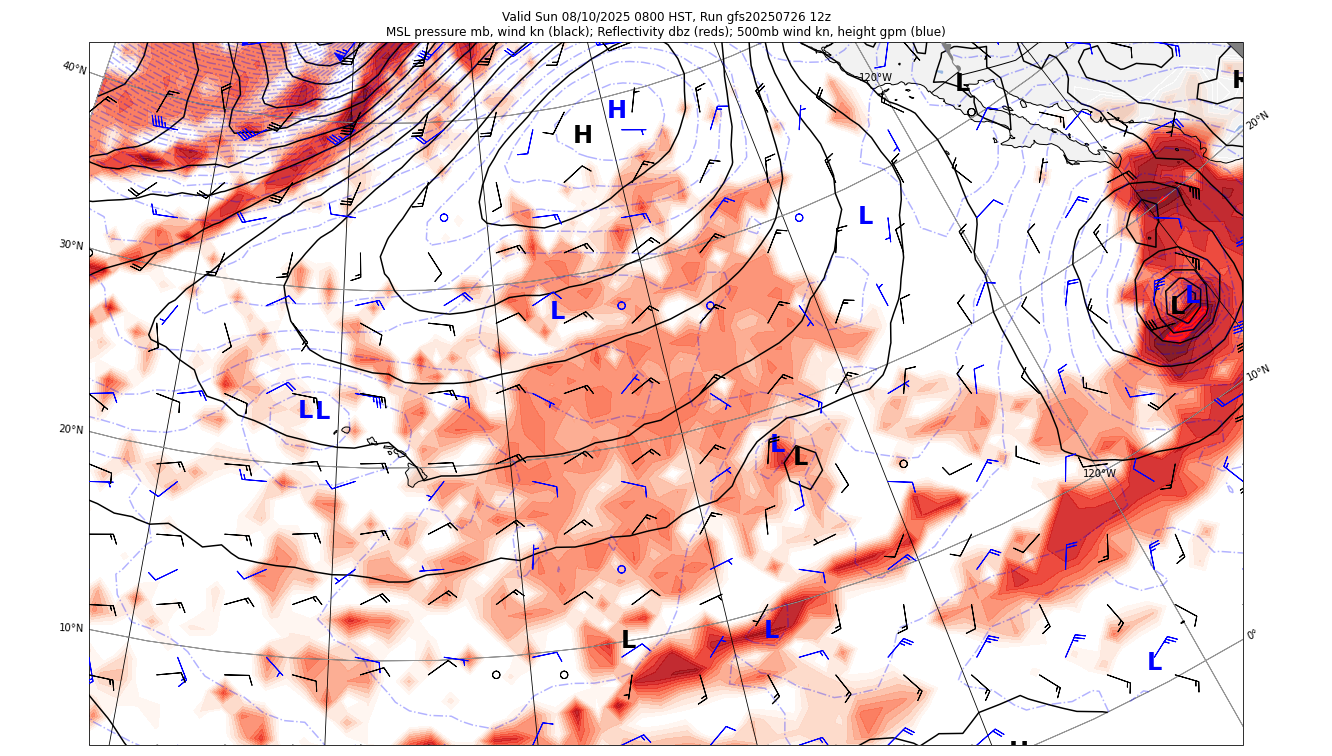 Valid Sun 08/10/2025 0800 HST, Run gfs20250726 12z
MSL pressure mb, wind kn (black); Reflectivity dbz (reds); 500mb wind kn, height gpm (blue)
40°N
120°W
L
H
20°N
H
H
30°N
L
L
L
L
L
10°N
L
L
20°N
L
L
120°W
10°N
L
L
0°
L
H